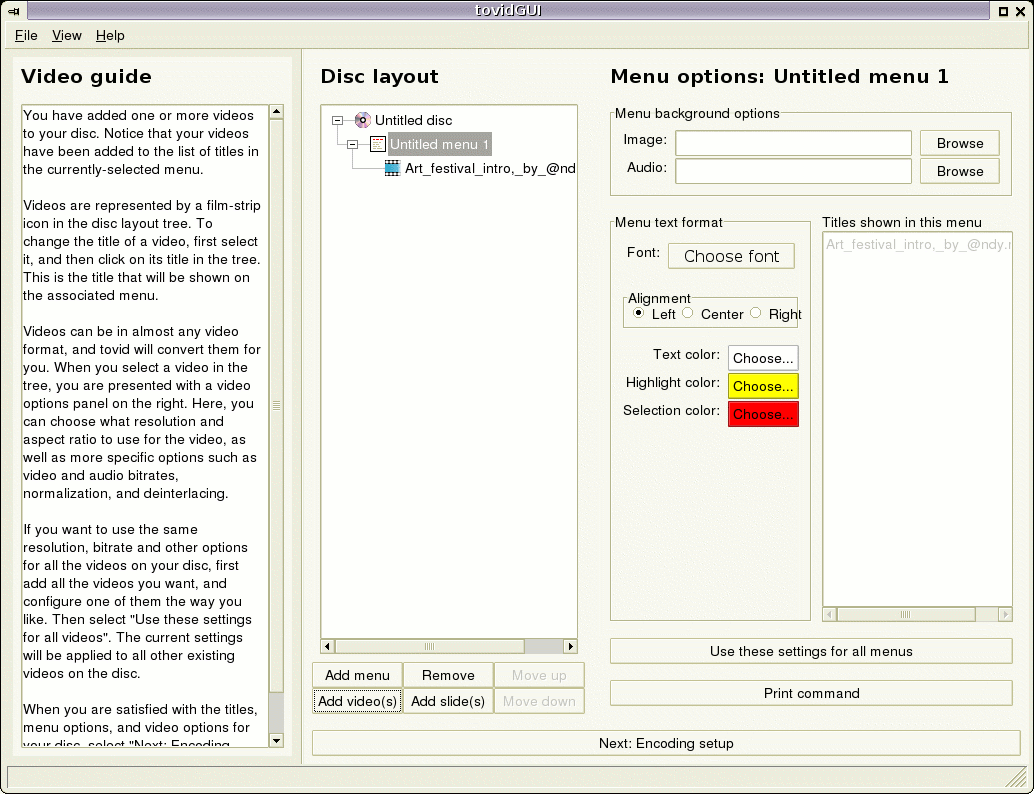 tovidGUI
File View Help
Video guide
You have added one or more videos
to your disc. Notice that your videos
have been added to the list of titles in
the currently-selected menu.
Videos are represented by a film-strip
icon in the disc layout tree. To
change the title of a video, first select
it, and then click on its title in the tree.
This is the title that will be shown on
the associated menu.
Videos can be in almost any video
format, and tovid will convert them for
you. When you select a video in the
tree, you are presented with a video
options panel on the right. Here, you
can choose what resolution and
aspect ratio to use for the video, as
well as more specific options such as
video and audio bitrates,
normalization, and deinterlacing.
If you want to use the same
resolution, bitrate and other options
for all the videos on your disc, first
add all the videos you want, and
configure one of them the way you
like. Then select "Use these settings
for all videos". The current settings
will be applied to all other existing
videos on the disc.
When you are satisfied with the titles,
menu options, and video options for
your disc, select "Next: Encoding
Disc layout
Untitled disc
Untitled menu 1
Art_festival_intro,_by_@nd
Add menu Remove Move up
Add video(s) Add slide(s) Move down
Menu options: Untitled menu 1
Menu background options
Image: Browse
Audio: Browse
Menu text format
Font: Choose font
Alignment
Left Center Right
Text color: Choose...
Highlight color: Choose...
Selection color: Choose...
Titles shown in this menu
Art_festival_intro,_by_@ndy.
Use these settings for all menus
Print command
Next: Encoding setup